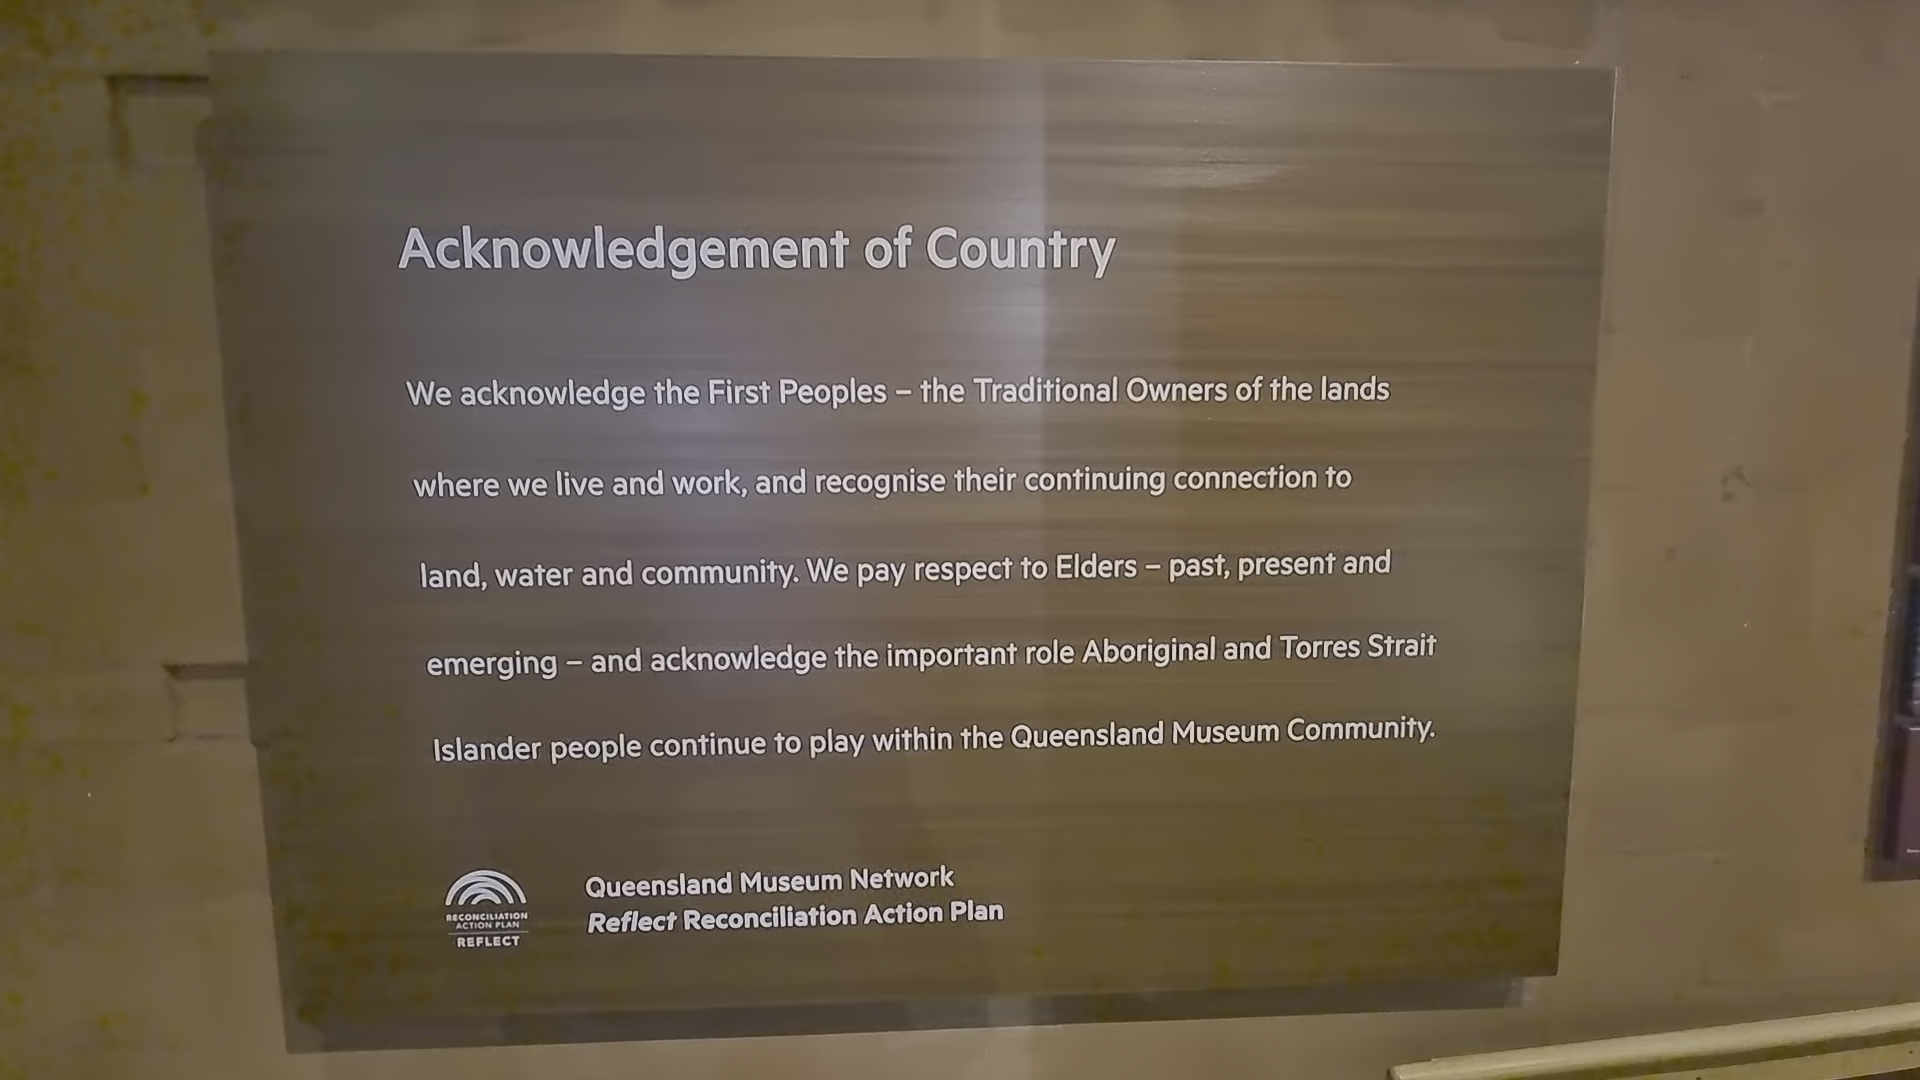 Acknowledgement of Country
We acknowledge the First Peoples – the Traditional Owners of the lands
where we live and work, and recognise their continuing connection to
land, water and community. We pay respect to Elders – past, present and
emerging – and acknowledge the important role Aboriginal and Torres Strait
Islander people continue to play within the Queensland Museum Community.
RECONCILIATION
ACTION PLAN
REFLECT
Queensland Museum Network
Reflect Reconciliation Action Plan